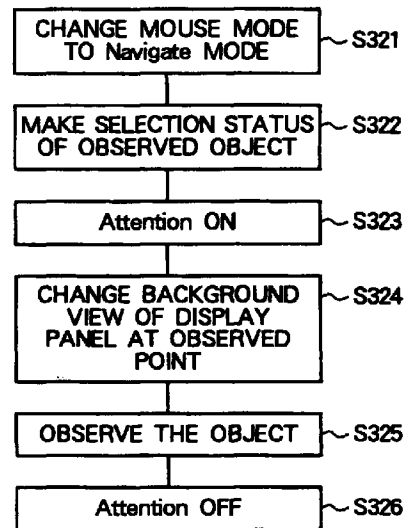 CHANGE MOUSE MODE
TO Navigate MODE
S321
MAKE SELECTION STATUS
OF OBSERVED OBJECT
S322
Attention ON
S323
CHANGE BACKGROUND
VIEW OF DISPLAY
PANEL AT OBSERVED
POINT
S324
OBSERVE THE OBJECT
S325
Attention OFF
S326